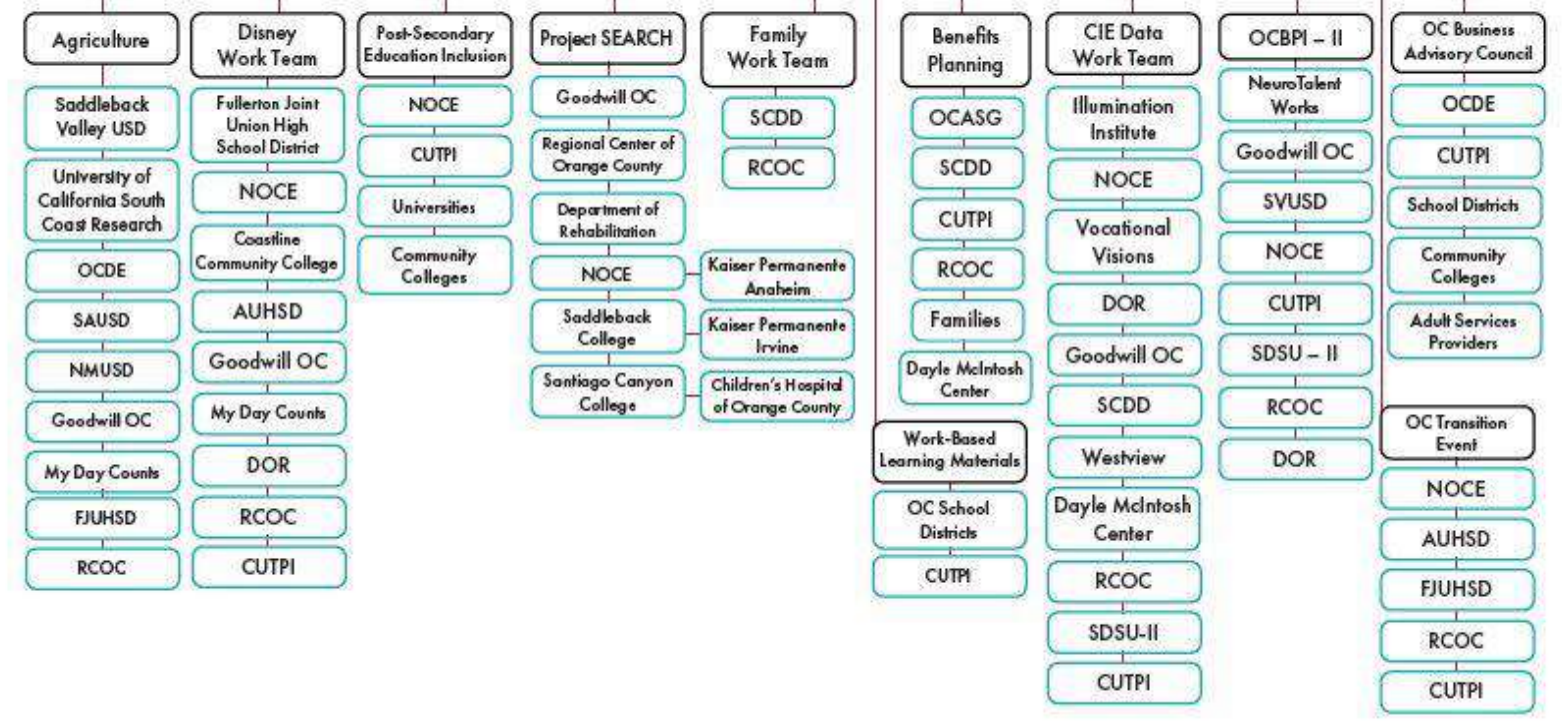 Agriculture
Saddleback
Valley USD
University of
California South
Coast Research
OCDE
SAUSD
NMUSD
Goodwill OC
My Day Counts
FJUHSD
RCOC
Disney
Work Team
Fullerton Joint
Union High
School District
NOCE
Coastline
Community College
AUHSD
Goodwill OC
My Day Counts
DOR
RCOC
CUTPI
Post-Secondary
Education Inclusion
NOCE
CUTPI
Universities
Community
Colleges
Project SEARCH
Goodwill OC
Regional Center of
Orange County
Department of
Rehabilitation
NOCE
Kaiser Permanente
Anaheim
Saddleback
College
Kaiser Permanente
Irvine
Santiago Canyon
College
Children's Hospital
of Orange County
Family
Work Team
SCDD
RCOC
Benefits
Planning
OCASG
SCDD
CUTPI
RCOC
Families
Dayle McIntosh
Center
Work-Based
Learning Materials
OC School
Districts
CUTPI
CIE Data
Work Team
Illumination
Institute
NOCE
Vocational
Visions
DOR
Goodwill OC
SCDD
Westview
Dayle McIntosh
Center
RCOC
SDSU-II
CUTPI
OCBPI – II
NeuroTalent
Works
Goodwill OC
SVUSD
NOCE
CUTPI
SDSU – II
RCOC
DOR
OC Business
Advisory Council
OCDE
CUTPI
School Districts
Community
Colleges
Adult Services
Providers
OC Transition
Event
NOCE
AUHSD
FJUHSD
RCOC
CUTPI